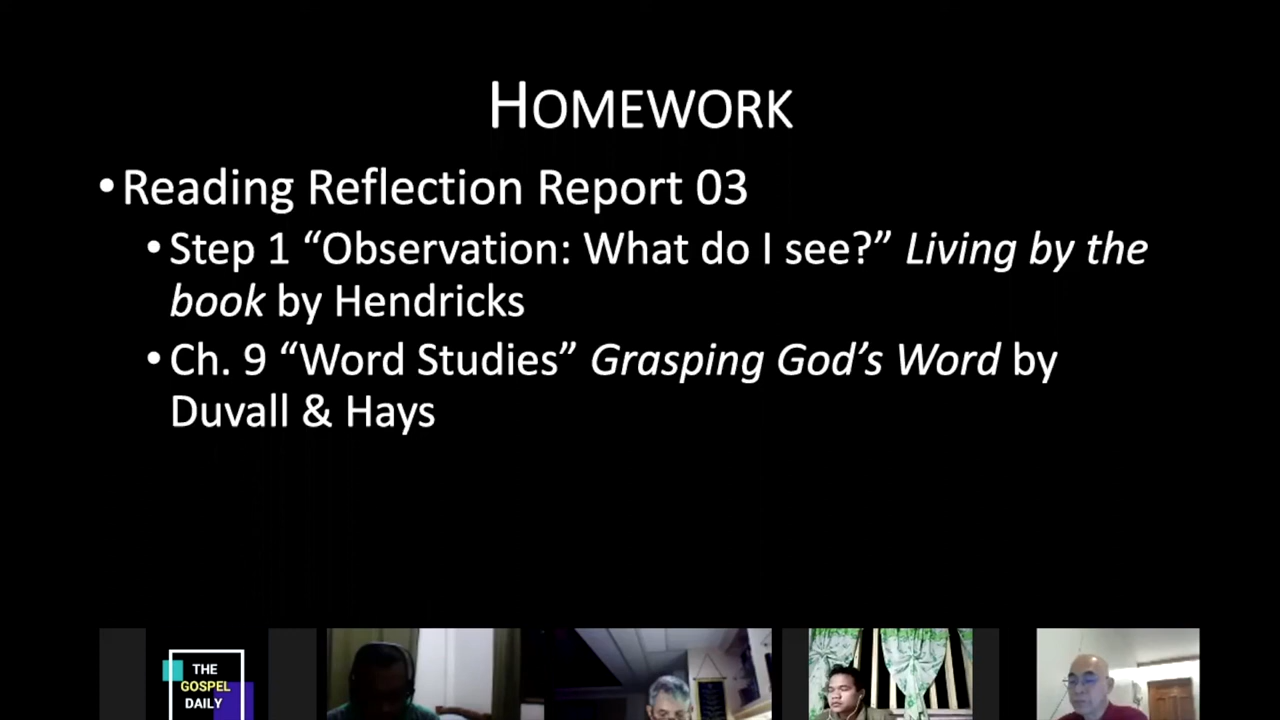 HOMEWORK
•Reading Reflection Report 03
•Step 1 “Observation: What do I see?” Living by the
book by Hendricks
•Ch. 9 “Word Studies” Grasping God’s Word by
Duvall & Hays
THE
GOSPEL
DAILY